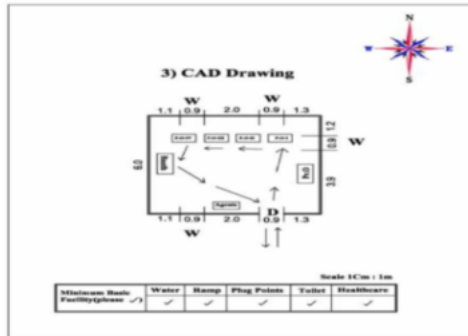 N
W E
S
3) CAD Drawing
W W
1.1 0.9 2.0 0.9 1.3
1.2
0.9 W
6.0
3.9
Pr.O
Agents
D
1.1 0.9 2.0 0.9 1.3
W
Scale 1Cm : 1m
Minimum Basic Facility(please ✓) Water Ramp Plug Points Toilet Healthcare
✓ ✓ ✓ ✓ ✓